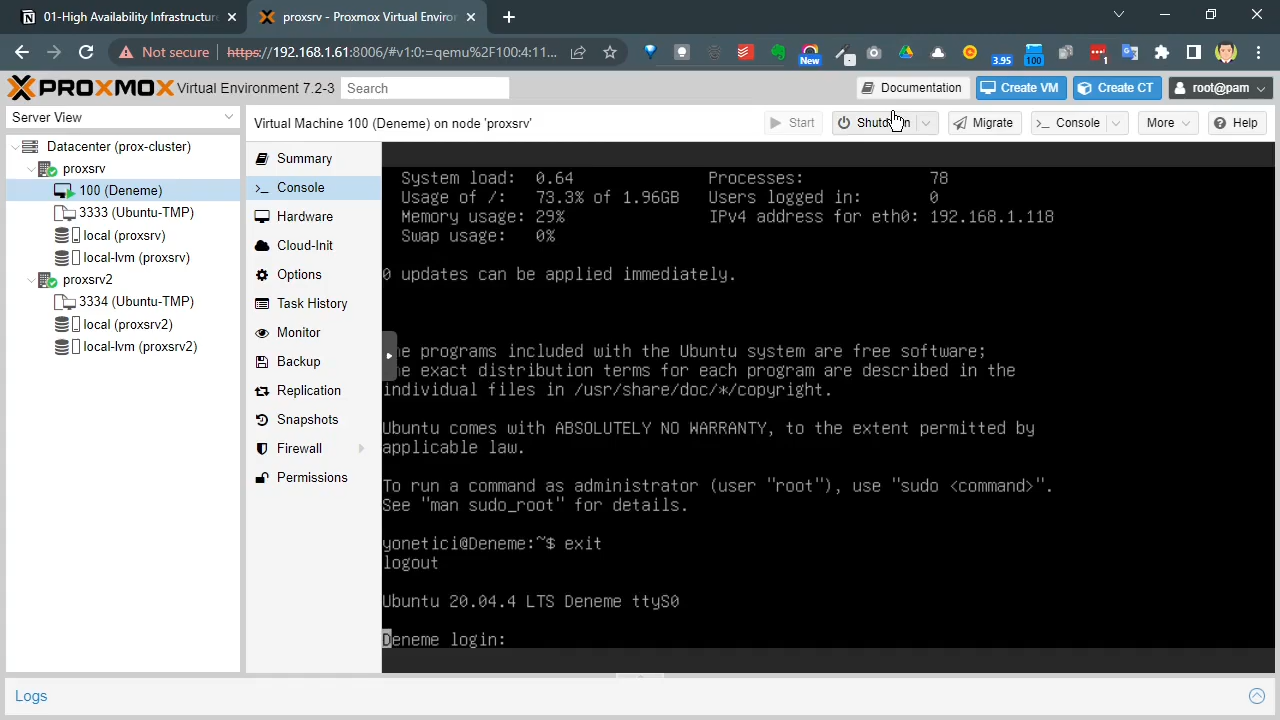 01-High Availability Infrastructur
proxsrv - Proxmox Virtual Enviror
Not secure
https://192.168.1.61:8006/#v1:0:=qemu%2F100:4:11...
New
3.95
100
1
PROXMOX Virtual Environment 7.2-3
Search
Documentation
Create VM
Create CT
root@pam
Server View
Virtual Machine 100 (Deneme) on node 'proxsrv'
Start
Migrate
Console
More
Help
Datacenter (prox-cluster)
proxsrv
100 (Deneme)
3333 (Ubuntu-TMP)
local (proxsrv)
local-lvm (proxsrv)
proxsrv2
3334 (Ubuntu-TMP)
local (proxsrv2)
local-lvm (proxsrv2)
Summary
Console
Hardware
Cloud-Init
Options
Task History
Monitor
Backup
Replication
Snapshots
Firewall
Permissions
System load: 0.64 Processes: 78
Usage of /: 73.3% of 1.96GB Users logged in: 0
Memory usage: 29% IPv4 address for eth0: 192.168.1.118
Swap usage: 0%
0 updates can be applied immediately.
he programs included with the Ubuntu system are free software;
he exact distribution terms for each program are described in the
individual files in /usr/share/doc/*/copyright.
Ubuntu comes with ABSOLUTELY NO WARRANTY, to the extent permitted by
applicable law.
To run a command as administrator (user "root"), use "sudo <command>".
See "man sudo_root" for details.
yonetici@Deneme:~$ exit
logout
Ubuntu 20.04.4 LTS Deneme ttyS0
Deneme login:
Logs